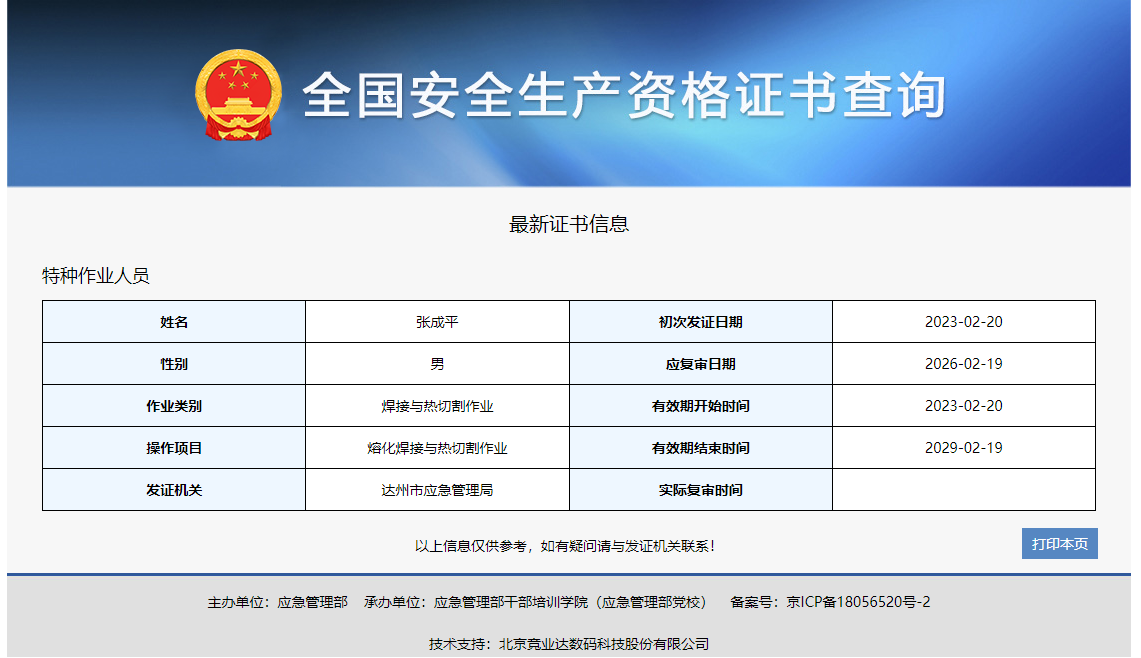 全国安全生产资格证书查询
最新证书信息
特种作业人员
姓名 张成平 初次发证日期 2023-02-20
性别 男 应复审日期 2026-02-19
作业类别 焊接与热切割作业 有效期开始时间 2023-02-20
操作项目 熔化焊接与热切割作业 有效期结束时间 2029-02-19
发证机关 达州市应急管理局 实际复审时间
以上信息仅供参考，如有疑问请与发证机关联系！
打印本页
主办单位：应急管理部 承办单位：应急管理部干部培训学院（应急管理部党校） 备案号：京ICP备18056520号-2
技术支持：北京竞业达数码科技股份有限公司